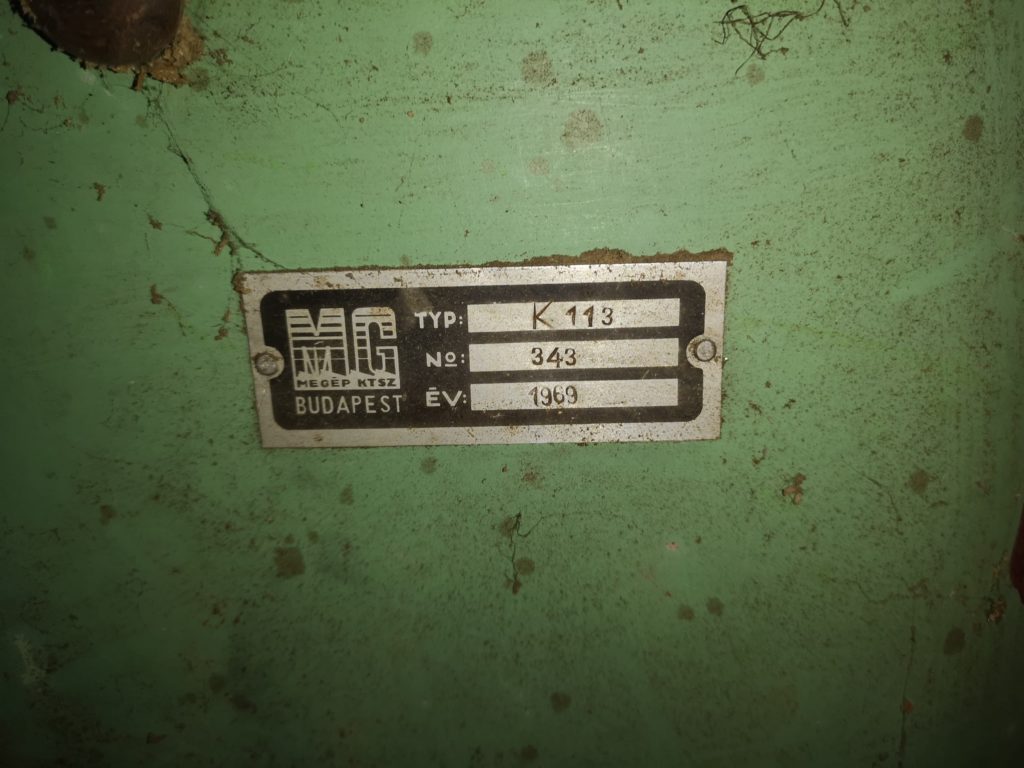 MG
MEGÉP KTSZ
BUDAPEST
TYP: K 113
No: 343
ÉV: 1969